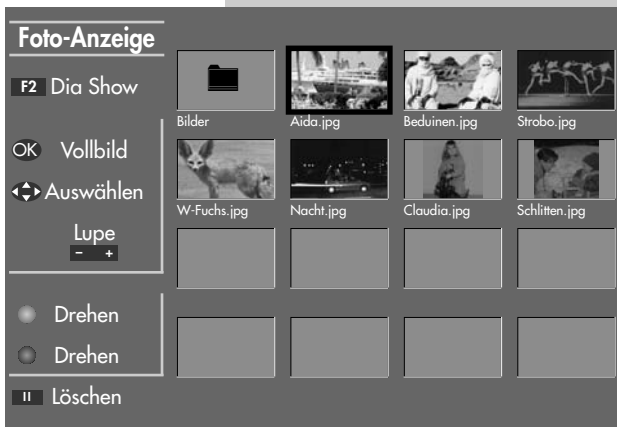 Foto-Anzeige
F2 Dia Show
OK Vollbild
Auswählen
Lupe
- +
Drehen
Drehen
II Löschen
Bilder Aida.jpg Beduinen.jpg Strobo.jpg
W-Fuchs.jpg Nacht.jpg Claudia.jpg Schlitten.jpg